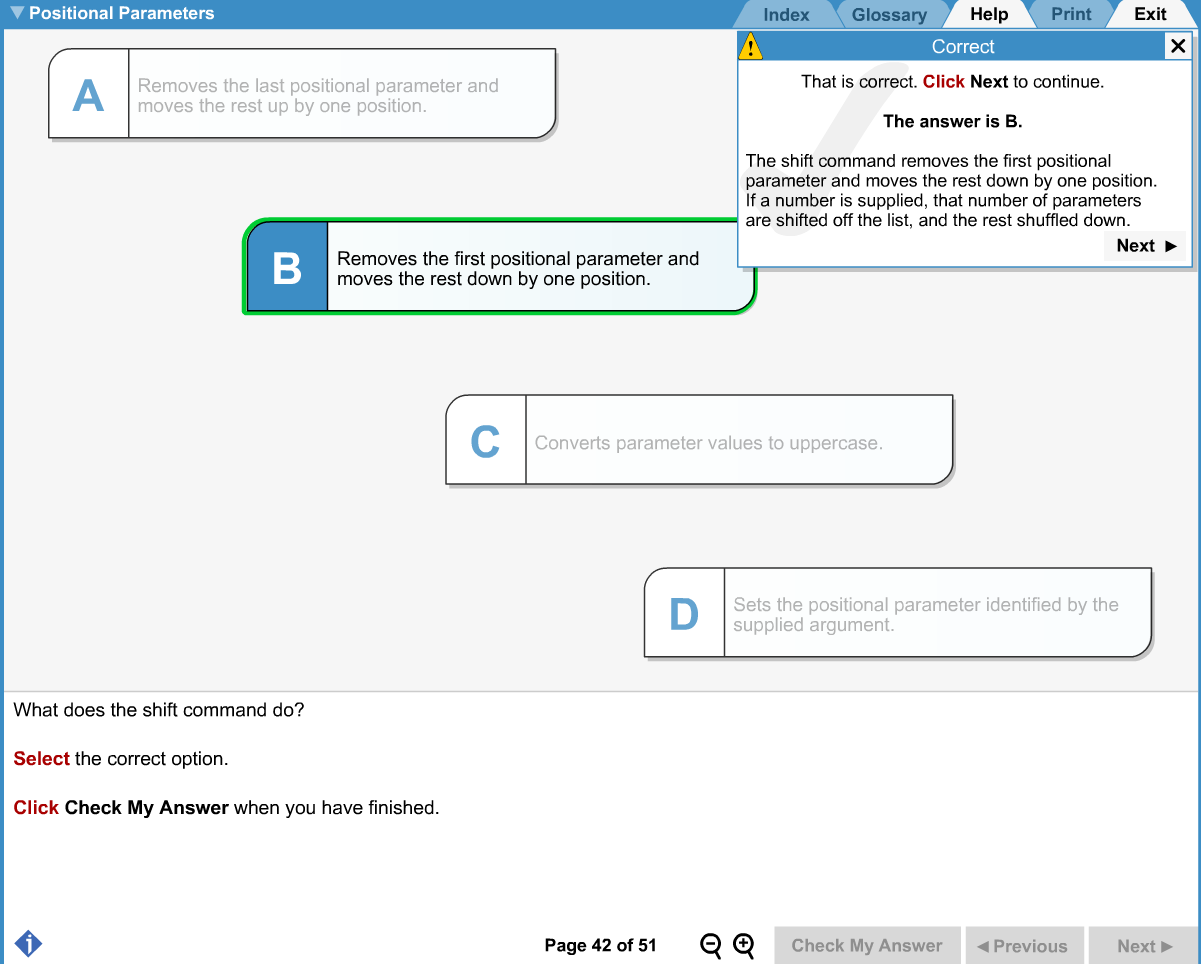 Positional Parameters
Index
Glossary
Help
Print
Exit
A
Removes the last positional parameter and
moves the rest up by one position.
Correct
That is correct. Click Next to continue.
The answer is B.
The shift command removes the first positional
parameter and moves the rest down by one position.
If a number is supplied, that number of parameters
are shifted off the list, and the rest shuffled down.
Next ►
B
Removes the first positional parameter and
moves the rest down by one position.
C
Converts parameter values to uppercase.
D
Sets the positional parameter identified by the
supplied argument.
What does the shift command do?
Select the correct option.
Click Check My Answer when you have finished.
Page 42 of 51
Check My Answer
◄Previous
Next►